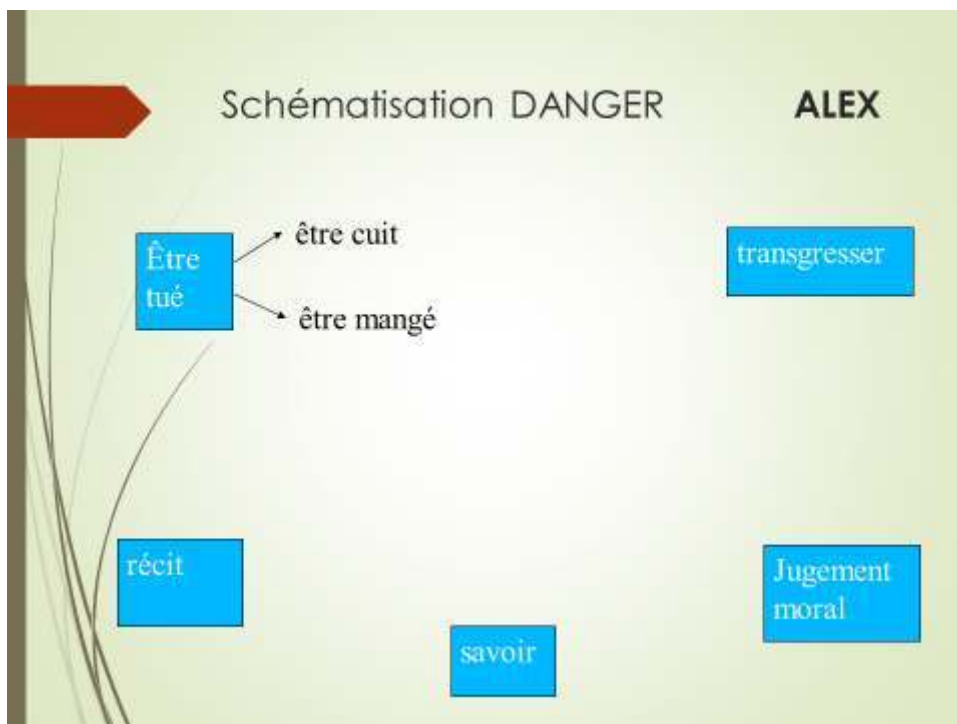 Schématisation DANGER ALEX
Être
tué
être cuit
être mangé
transgresser
récit
savoir
Jugement
moral